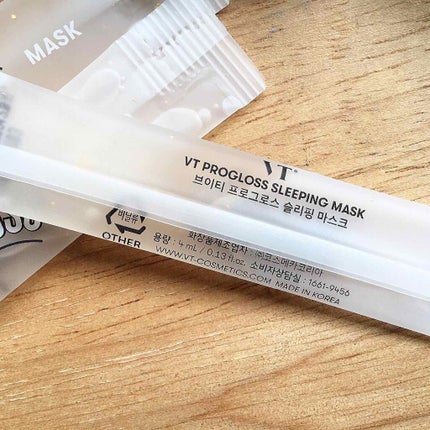 MASK
VT
VT PROGLOSS SLEEPING MASK
브이티 프로그로스 슬리핑 마스크
비닐류
OTHER
화장품제조업자 : ㈜코스메카코리아
용량 : 4 mL / 0.13 fl.oz. 소비자상담실 : 1661-9456
WWW.VT-COSMETICS.COM MADE IN KOREA